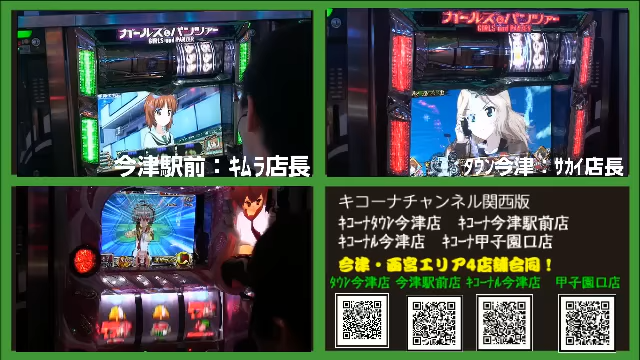 ガールズ&パンツァー
GIRLS und PANZER
今津駅前：キムラ店長
ガールズ&パンツァー
GIRLS und PANZER
タウン今津：サカイ店長
キコーナチャンネル関西版
キコーナタウン今津店　キコーナ今津駅前店
キコーナル今津店　キコーナ甲子園口店
今津・西宮エリア4店舗合同！
タウン今津店 今津駅前店 キコーナル今津店　甲子園口店